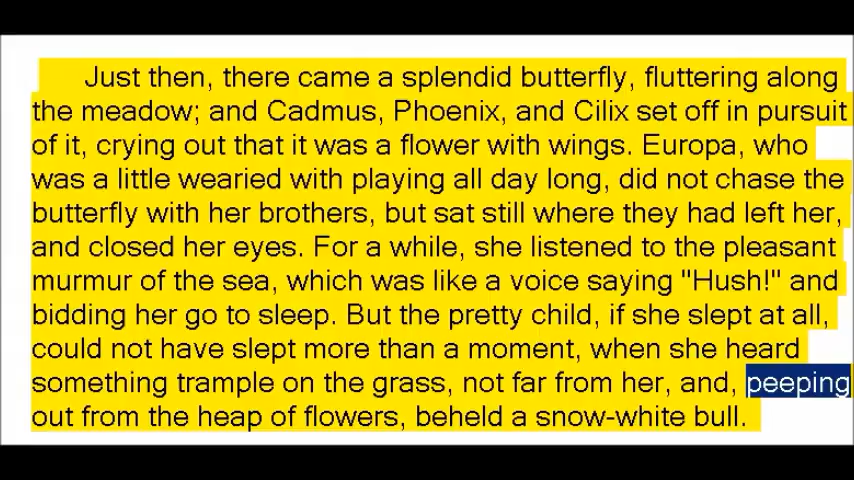 Just then, there came a splendid butterfly, fluttering along
the meadow; and Cadmus, Phoenix, and Cilix set off in pursuit
of it, crying out that it was a flower with wings. Europa, who
was a little wearied with playing all day long, did not chase the
butterfly with her brothers, but sat still where they had left her,
and closed her eyes. For a while, she listened to the pleasant
murmur of the sea, which was like a voice saying "Hush!" and
bidding her go to sleep. But the pretty child, if she slept at all,
could not have slept more than a moment, when she heard
something trample on the grass, not far from her, and, peeping
out from the heap of flowers, beheld a snow-white bull.